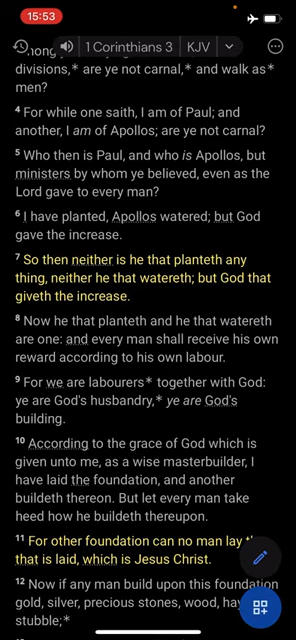 15:53
1 Corinthians 3 KJV
divisions,* are ye not carnal,* and walk as*
men?
4 For while one saith, I am of Paul; and
another, I am of Apollos; are ye not carnal?
5 Who then is Paul, and who is Apollos, but
ministers by whom ye believed, even as the
Lord gave to every man?
6 I have planted, Apollos watered; but God
gave the increase.
7 So then neither is he that planteth any
thing, neither he that watereth; but God that
giveth the increase.
8 Now he that planteth and he that watereth
are one: and every man shall receive his own
reward according to his own labour.
9 For we are labourers* together with God:
ye are God's husbandry,* ye are God's
building.
10 According to the grace of God which is
given unto me, as a wise masterbuilder, I
have laid the foundation, and another
buildeth thereon. But let every man take
heed how he buildeth thereupon.
11 For other foundation can no man lay
that is laid, which is Jesus Christ.
12 Now if any man build upon this foundation
gold, silver, precious stones, wood,
stubble;*